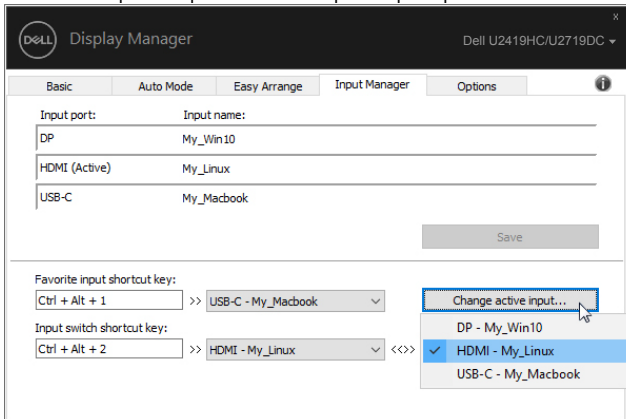 x
DELL Display Manager Dell U2419HC/U2719DC
Basic Auto Mode Easy Arrange Input Manager Options i
Input port: Input name:
DP My_Win10
HDMI (Active) My_Linux
USB-C My_Macbook
Save
Favorite input shortcut key:
Ctrl + Alt + 1 >> USB-C - My_Macbook Change active input...
DP - My_Win10
Input switch shortcut key:
Ctrl + Alt + 2 >> HDMI - My_Linux <<>> ✓ HDMI - My_Linux
USB-C - My_Macbook